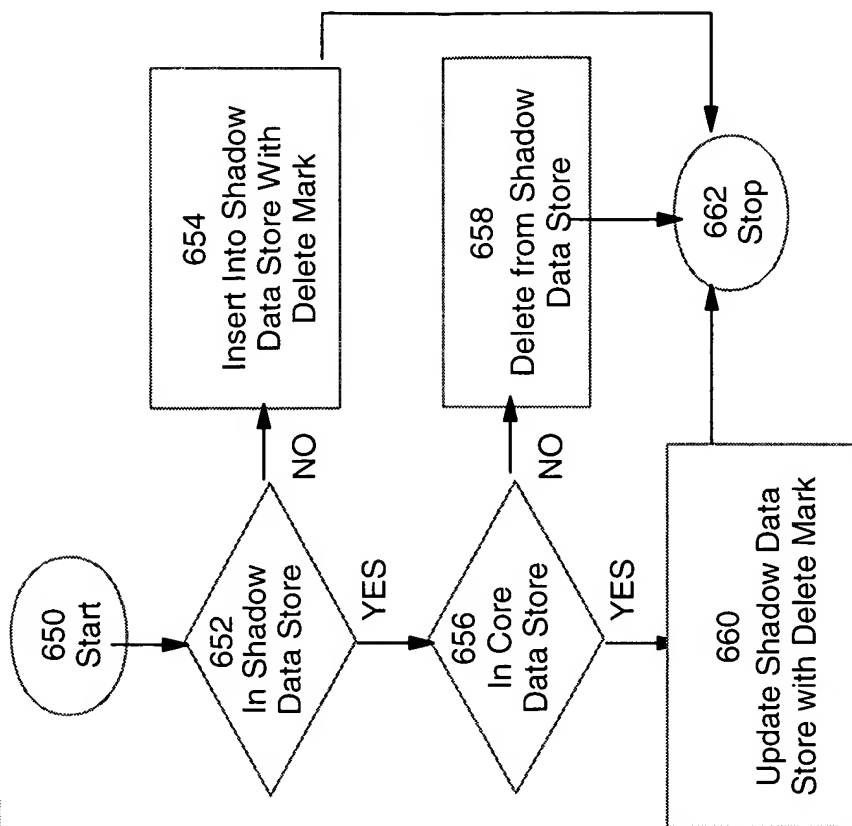 650
Start
652
In Shadow
Data Store
NO
654
Insert Into Shadow
Data Store With
Delete Mark
YES
656
In Core
Data Store
NO
658
Delete from Shadow
Data Store
YES
660
Update Shadow Data
Store with Delete Mark
662
Stop